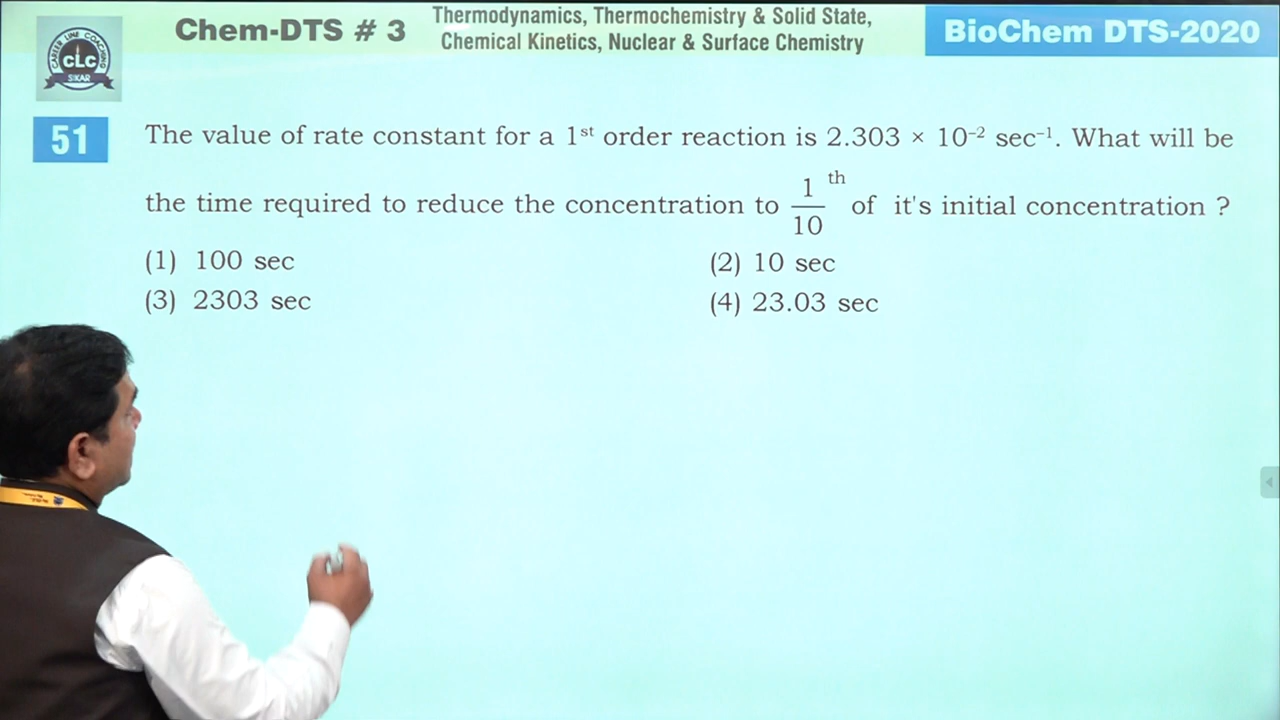 Chem-DTS # 3
Thermodynamics, Thermochemistry & Solid State,
Chemical Kinetics, Nuclear & Surface Chemistry
BioChem DTS-2020
CAREER LINE COACHING
CLC
SIKAR
51
The value of rate constant for a 1st order reaction is 2.303 × 10–2 sec–1. What will be
the time required to reduce the concentration to 1/10 th of it's initial concentration ?
(1) 100 sec
(2) 10 sec
(3) 2303 sec
(4) 23.03 sec